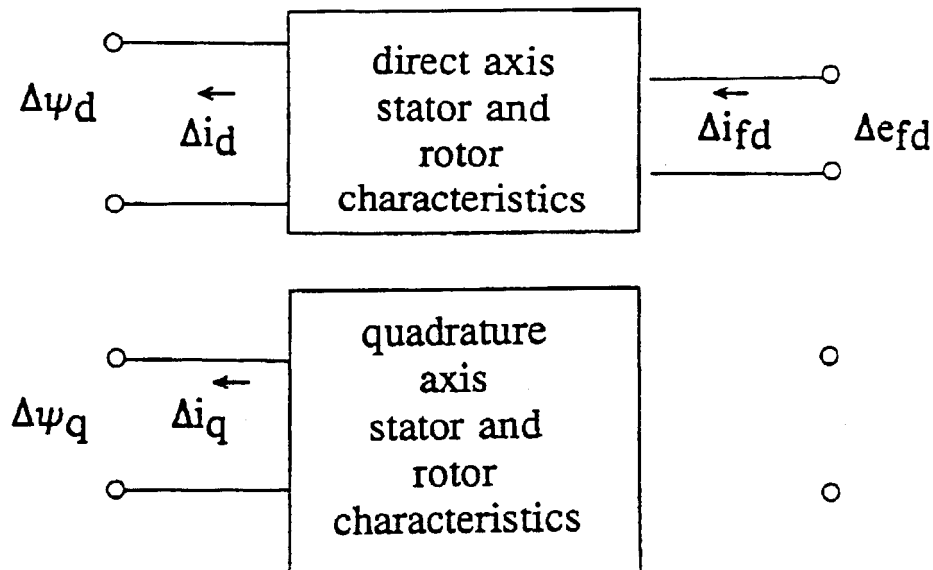 direct axis
stator and
rotor
characteristics
Δψd
Δid
Δifd
Δefd
quadrature
axis
stator and
rotor
characteristics
Δψq
Δiq